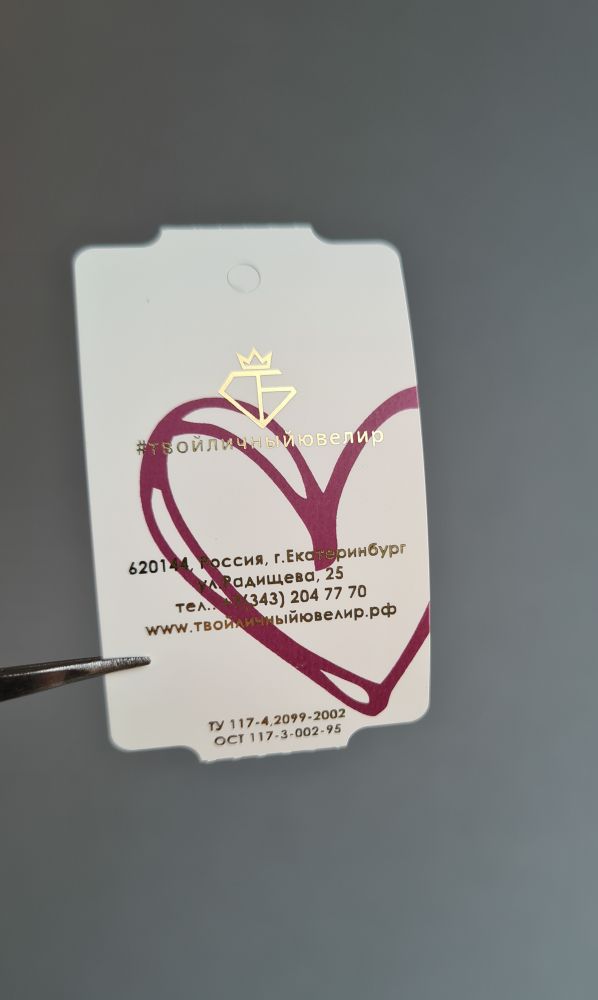 #твойличныйювелир
620144, Россия, г.Екатеринбург
ул.Радищева, 25
тел.: +7(343) 204 77 70
www.твойличныйювелир.рф
ТУ 117-4.2099-2002
ОСТ 117-3-002-95